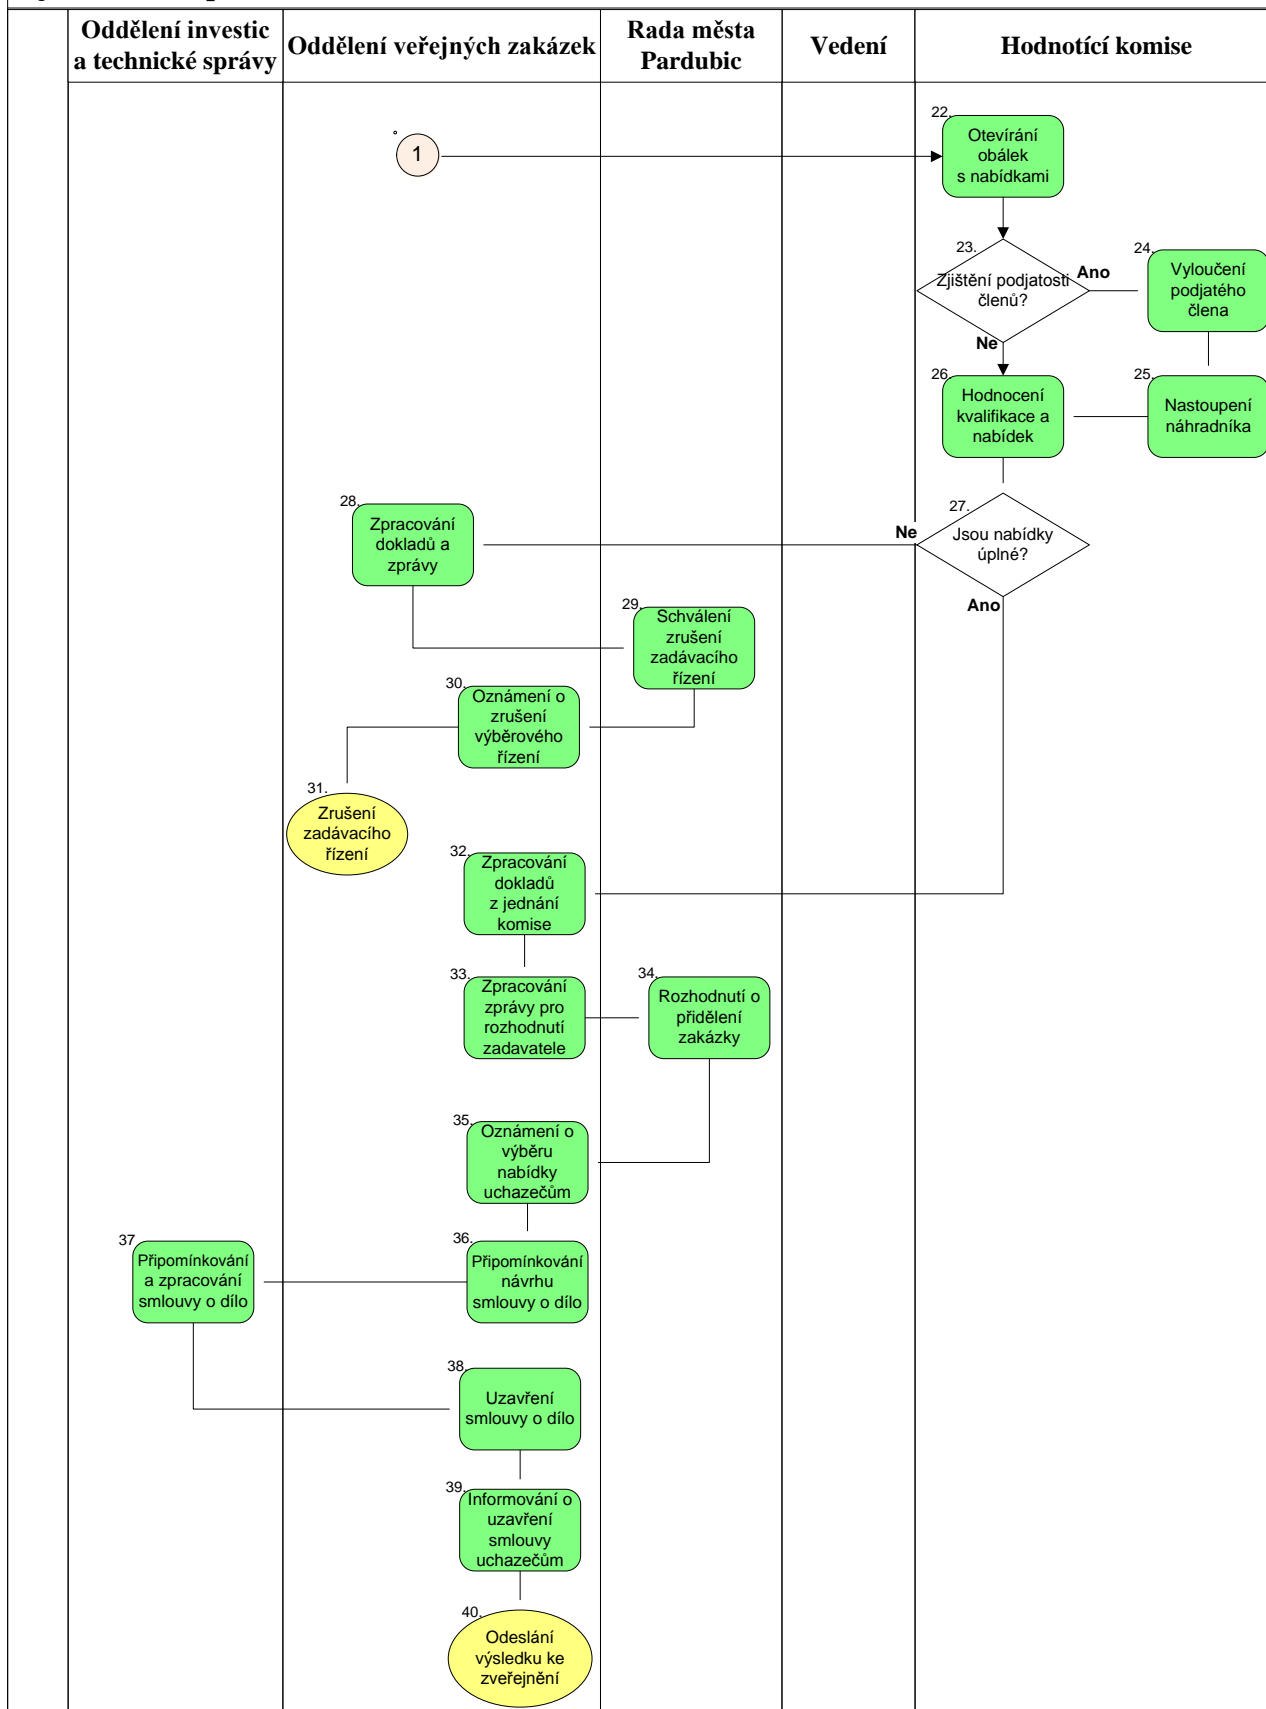 Oddělení investic
a technické správy
Oddělení veřejných zakázek
Rada města
Pardubic
Vedení
Hodnotící komise
1
22.
Otevírání
obálek
s nabídkami
23.
Zjištění podjatosti
členů?
Ano
Ne
24.
Vyloučení
podjatého
člena
25.
Nastoupení
náhradníka
26.
Hodnocení
kvalifikace a
nabídek
27.
Jsou nabídky
úplné?
Ne
Ano
28.
Zpracování
dokladů a
zprávy
29.
Schválení
zrušení
zadávacího
řízení
30.
Oznámení o
zrušení
výběrového
řízení
31.
Zrušení
zadávacího
řízení
32.
Zpracování
dokladů
z jednání
komise
33.
Zpracování
zprávy pro
rozhodnutí
zadavatele
34.
Rozhodnutí o
přidělení
zakázky
35.
Oznámení o
výběru
nabídky
uchazečům
36.
Připomínkování
návrhu
smlouvy o dílo
37
Připomínkování
a zpracování
smlouvy o dílo
38.
Uzavření
smlouvy o dílo
39.
Informování o
uzavření
smlouvy
uchazečům
40.
Odeslání
výsledku ke
zveřejnění